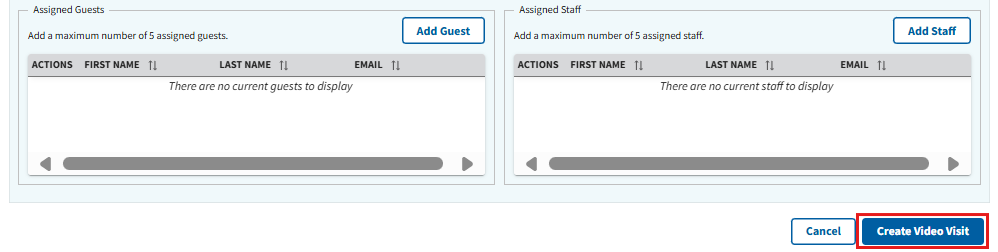 Assigned Guests
Add a maximum number of 5 assigned guests.
Add Guest
ACTIONS FIRST NAME LAST NAME EMAIL
There are no current guests to display
Assigned Staff
Add a maximum number of 5 assigned staff.
Add Staff
ACTIONS FIRST NAME LAST NAME EMAIL
There are no current staff to display
Cancel
Create Video Visit